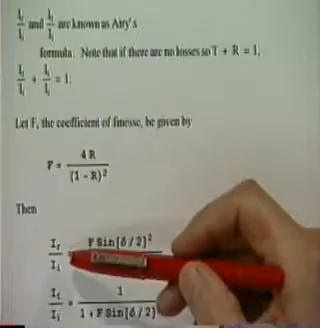 I_r/I_i and I_t/I_i are known as Airy's
formula. Note that if there are no losses so T + R = 1,
I_r/I_i + I_t/I_i = 1.
Let F, the coefficient of finesse, be given by
F = 4 R / (1 - R)²
Then
I_r/I_i = F Sin[δ/2]²
I_t/I_i = 1 / 1 + F Sin[δ/2]